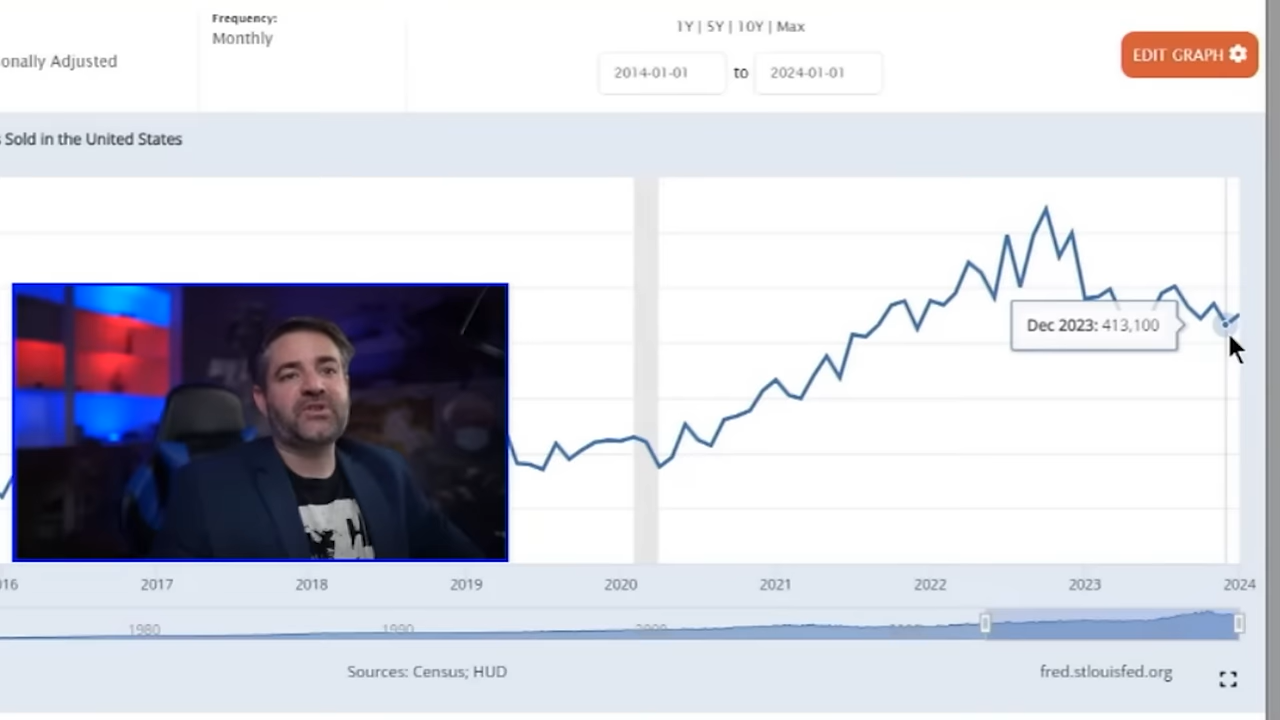 Frequency:
Monthly
1Y | 5Y | 10Y | Max
onally Adjusted
2014-01-01 to 2024-01-01
EDIT GRAPH
s Sold in the United States
Dec 2023: 413,100
016 2017 2018 2019 2020 2021 2022 2023 2024
1980 1990 2000
Sources: Census; HUD
fred.stlouisfed.org